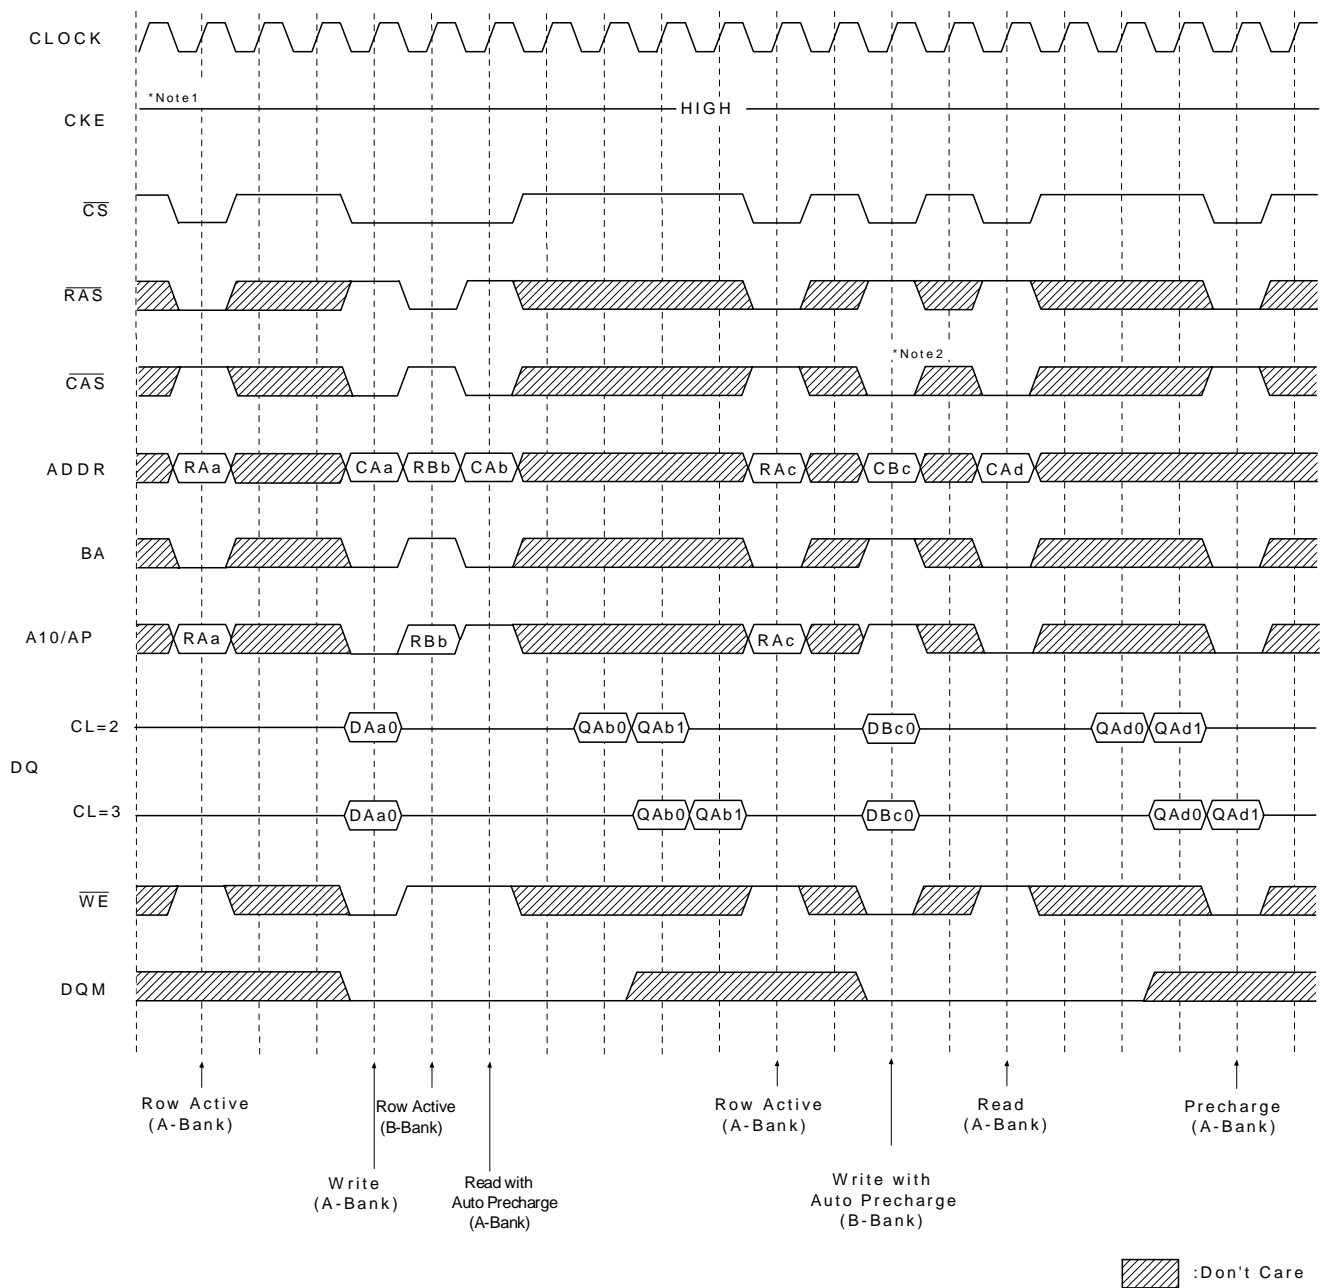 CLOCK
*Note1
HIGH
CKE
CS
RAS
*Note2
CAS
ADDR RAa CAa RBb CAb RAc CBc CAd
BA
A10/AP RAa RBb RAc
CL=2 DAa0 QAb0 QAb1 DBc0 QAd0 QAd1
DQ
CL=3 DAa0 QAb0 QAb1 DBc0 QAd0 QAd1
WE
DQM
Row Active
(A-Bank)
Row Active
(B-Bank)
Row Active
(A-Bank)
Read
(A-Bank)
Precharge
(A-Bank)
Write
(A-Bank)
Read with
Auto Precharge
(A-Bank)
Write with
Auto Precharge
(B-Bank)
:Don't Care